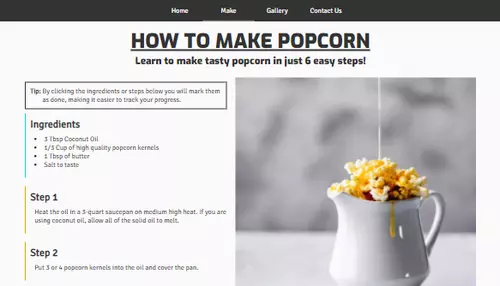 Home Make Gallery Contact Us
HOW TO MAKE POPCORN
Learn to make tasty popcorn in just 6 easy steps!
Tip: By clicking the ingredients or steps below you will mark them
as done, making it easier to track your progress.
Ingredients
3 Tbsp Coconut Oil
1/3 Cup of high quality popcorn kernels
1 Tbsp of butter
Salt to taste
Step 1
Heat the oil in a 3-quart saucepan on medium high heat. If you are
using coconut oil, allow all of the solid oil to melt.
Step 2
Put 3 or 4 popcorn kernels into the oil and cover the pan.